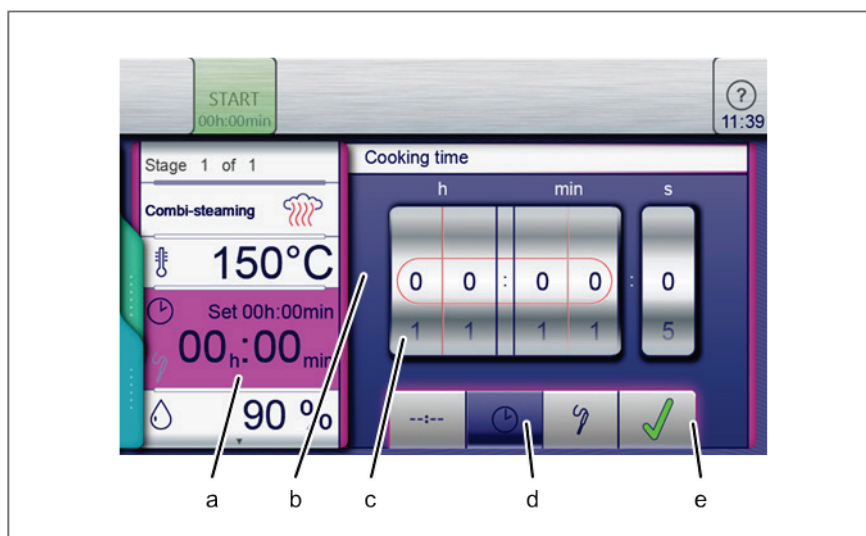 START
00h:00min
?
11:39
Stage 1 of 1
Combi-steaming
150°C
Set 00h:00min
00h:00min
90 %
Cooking time
h min s
0 0 : 0 0 : 0
1 1 1 1 5
--:--
a b c d e